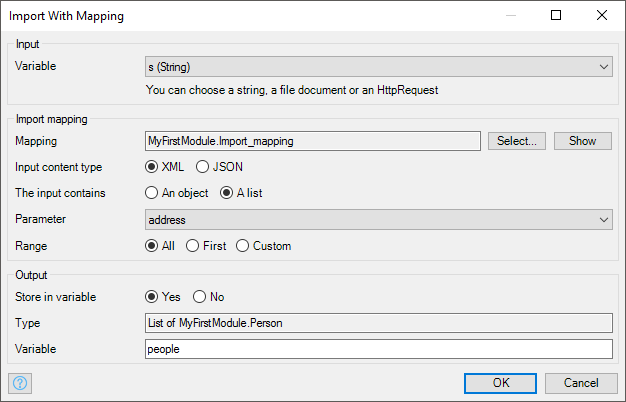 Import With Mapping
Input
Variable s (String)
You can choose a string, a file document or an HttpRequest
Import mapping
Mapping MyFirstModule.Import_mapping Select... Show
Input content type XML JSON
The input contains An object A list
Parameter address
Range All First Custom
Output
Store in variable Yes No
Type List of MyFirstModule.Person
Variable people
? OK Cancel